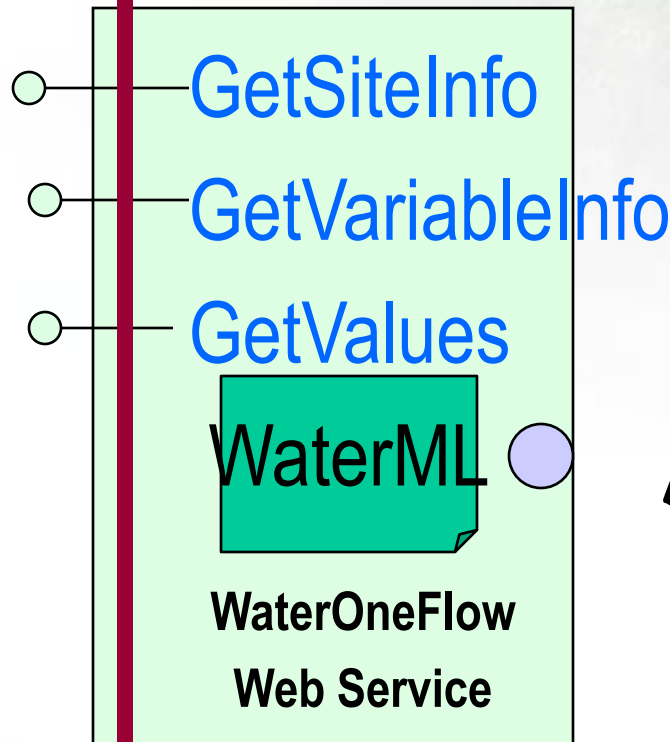 GetSiteInfo
GetVariableInfo
GetValues
WaterML
WaterOneFlow
Web Service